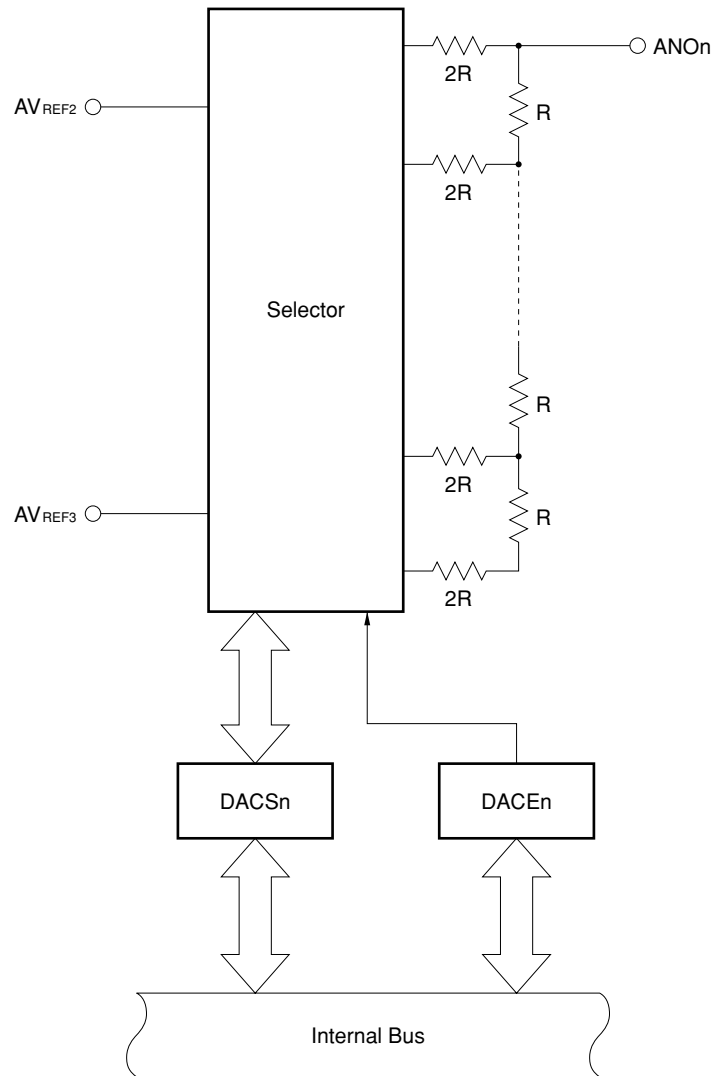 ANOn
2R
AVREF2
R
2R
Selector
R
2R
AVREF3
R
2R
DACSn
DACEn
Internal Bus